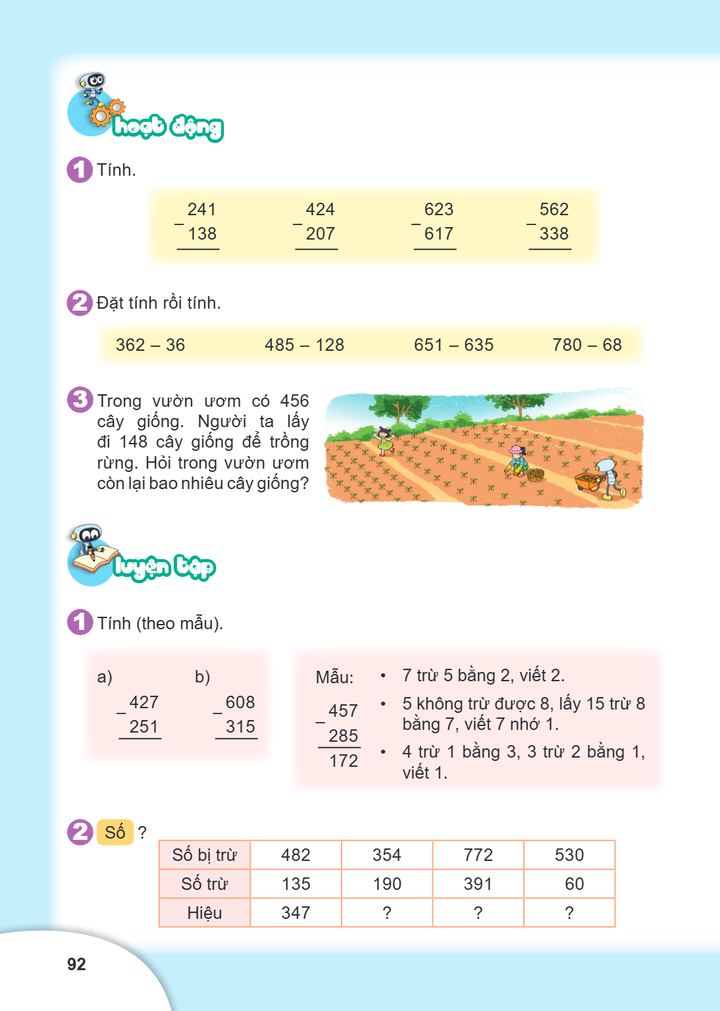 hoạt động
1 Tính.
241 424 623 562
– – – –
138 207 617 338
2 Đặt tính rồi tính.
362 – 36 485 – 128 651 – 635 780 – 68
3 Trong vườn ươm có 456
cây giống. Người ta lấy
đi 148 cây giống để trồng
rừng. Hỏi trong vườn ươm
còn lại bao nhiêu cây giống?
luyện tập
1 Tính (theo mẫu).
a) b)
427 608
– –
251 315
Mẫu:
457
–
285
172
• 7 trừ 5 bằng 2, viết 2.
• 5 không trừ được 8, lấy 15 trừ 8
bằng 7, viết 7 nhớ 1.
• 4 trừ 1 bằng 3, 3 trừ 2 bằng 1,
viết 1.
2 Số ?
Số bị trừ 482 354 772 530
Số trừ 135 190 391 60
Hiệu 347 ? ? ?
92